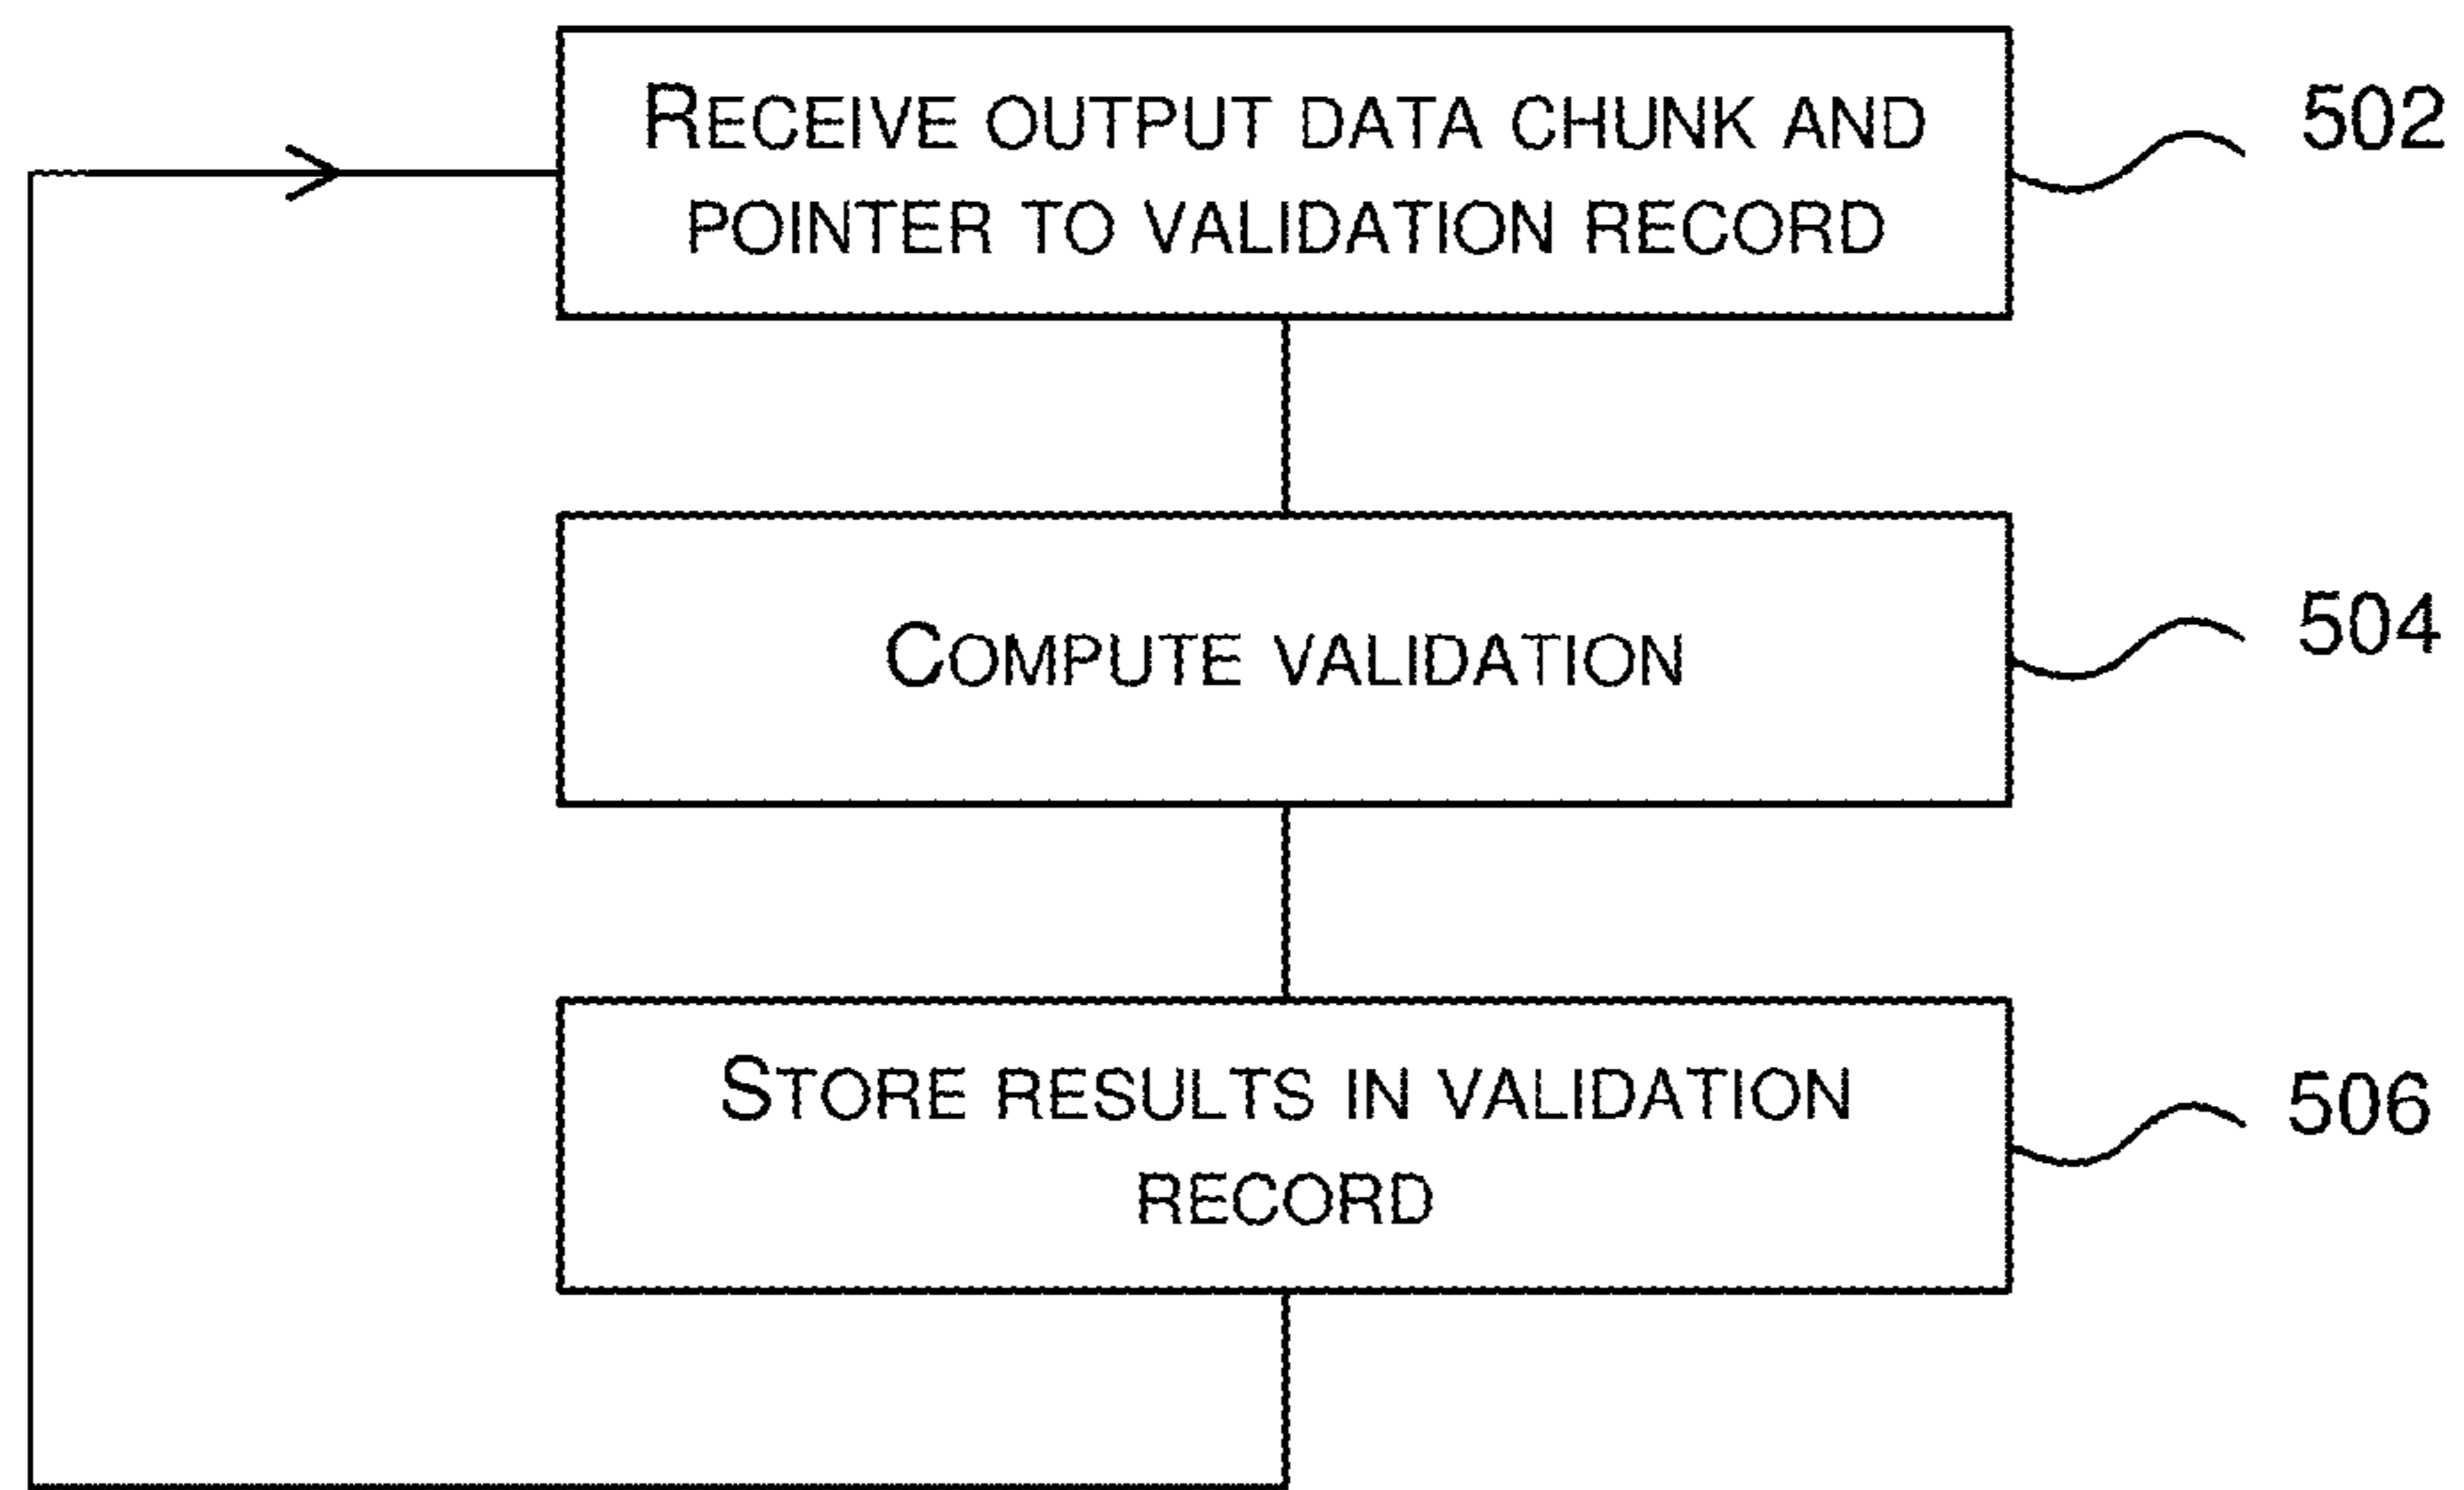 RECEIVE OUTPUT DATA CHUNK AND
POINTER TO VALIDATION RECORD
502
COMPUTE VALIDATION
504
STORE RESULTS IN VALIDATION
RECORD
506